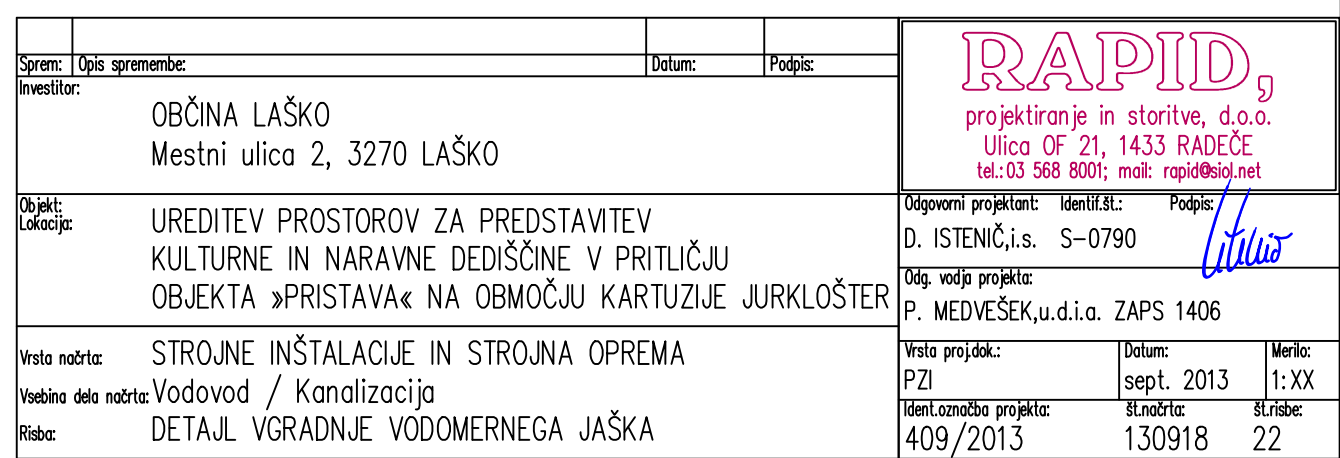 Sprem: Opis spremembe: Datum: Podpis:
Investitor:
OBČINA LAŠKO
Mestni ulica 2, 3270 LAŠKO
Objekt:
Lokacija:
UREDITEV PROSTOROV ZA PREDSTAVITEV
KULTURNE IN NARAVNE DEDIŠČINE V PRITLIČJU
OBJEKTA »PRISTAVA« NA OBMOČJU KARTUZIJE JURKLOŠTER
Vrsta načrta: STROJNE INŠTALACIJE IN STROJNA OPREMA
Vsebina dela načrta: Vodovod / Kanalizacija
Risba: DETAJL VGRADNJE VODOMERNEGA JAŠKA
RAPID,
projektiranje in storitve, d.o.o.
Ulica OF 21, 1433 RADEČE
tel.: 03 568 8001; mail: rapid@siol.net
Odgovorni projektant: Identif.št.: Podpis:
D. ISTENIČ,i.s. S-0790
Odg. vodja projekta:
P. MEDVEŠEK,u.d.i.a. ZAPS 1406
Vrsta proj.dok.: Datum: Merilo:
PZI sept. 2013 1:XX
Ident.označba projekta: št.načrta: št.risbe:
409/2013 130918 22